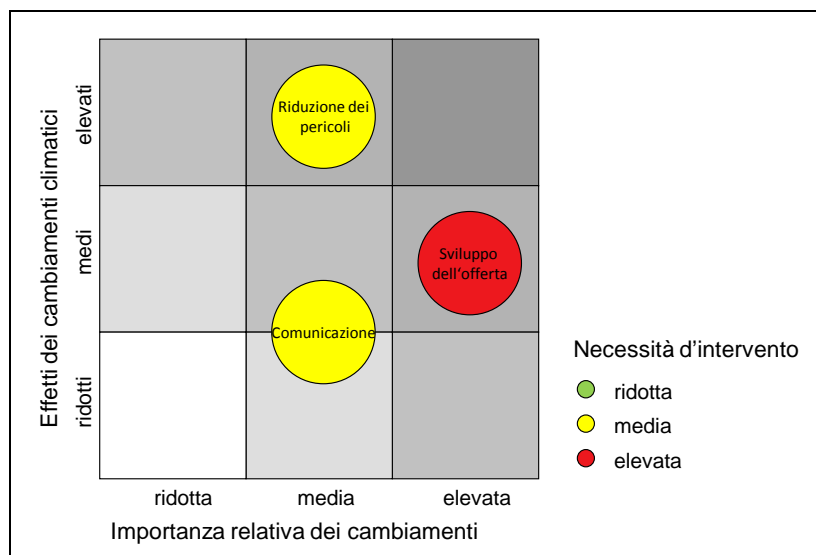 Effetti dei cambiamenti climatici
elevati
medi
ridotti
Riduzione dei
pericoli
Sviluppo
dell‘offerta
Comunicazione
ridotta
media
elevata
Importanza relativa dei cambiamenti
Necessità d’intervento
ridotta
media
elevata